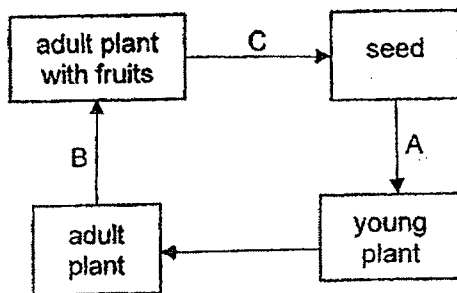 adult plant
with fruits
C
seed
B
A
adult
plant
young
plant